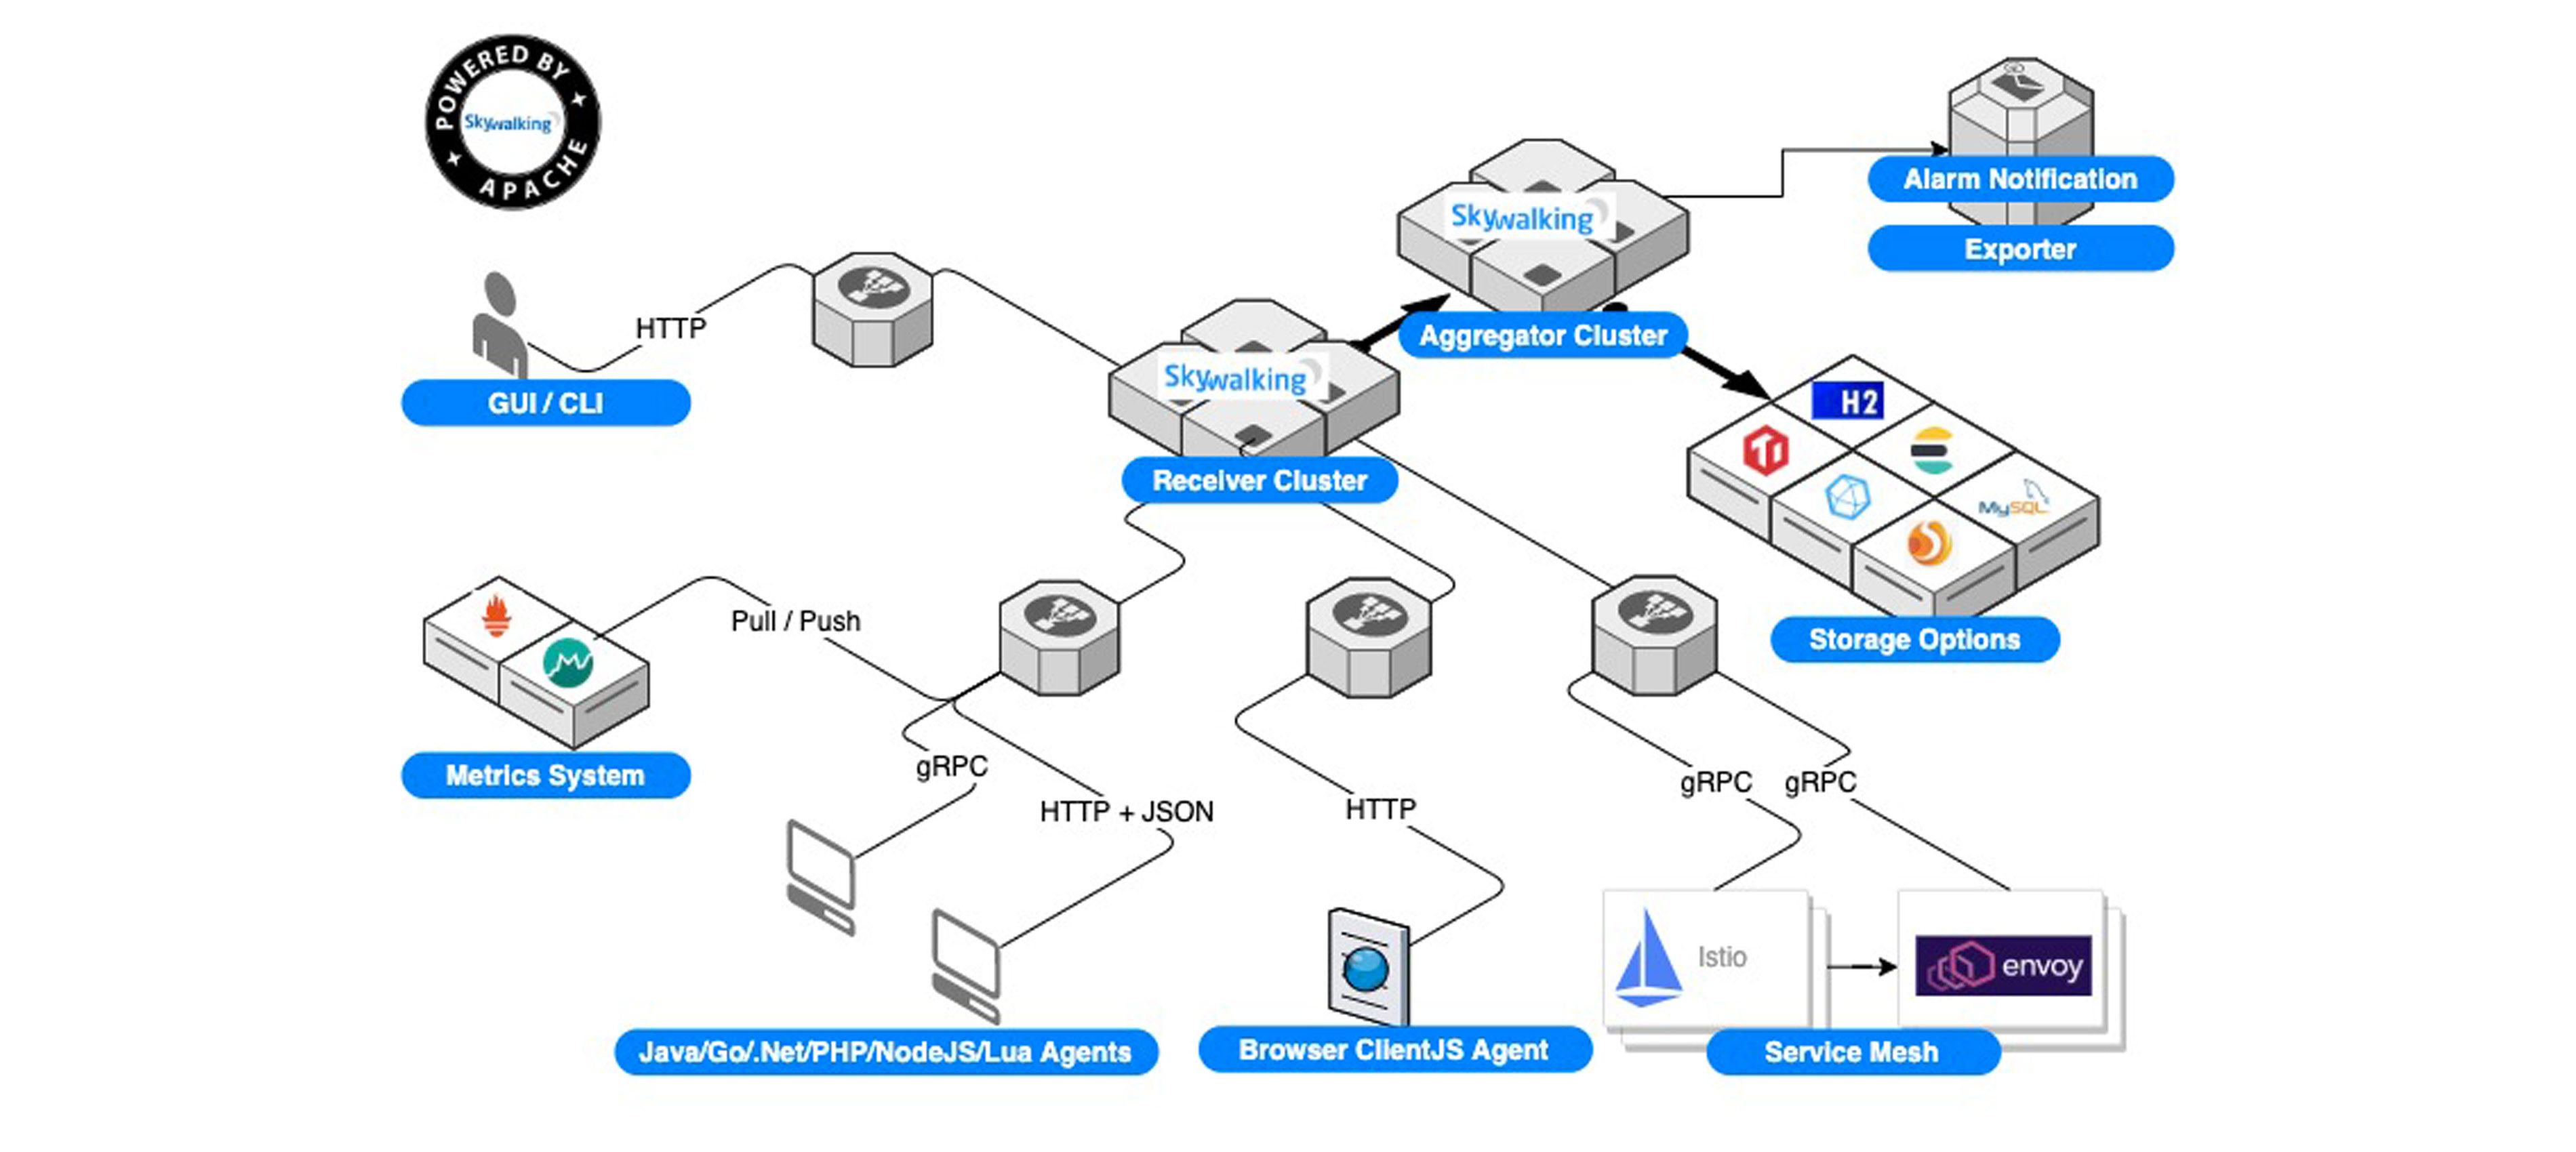 POWERED BY
Skywalking
APACHE
Alarm Notification
Exporter
Skywalking
Aggregator Cluster
HTTP
GUI / CLI
Skywalking
Receiver Cluster
H2
MySQL
Storage Options
Pull / Push
Metrics System
gRPC
HTTP + JSON
HTTP
gRPC
gRPC
Istio
envoy
Java/Go/.Net/PHP/NodeJS/Lua Agents
Browser ClientJS Agent
Service Mesh